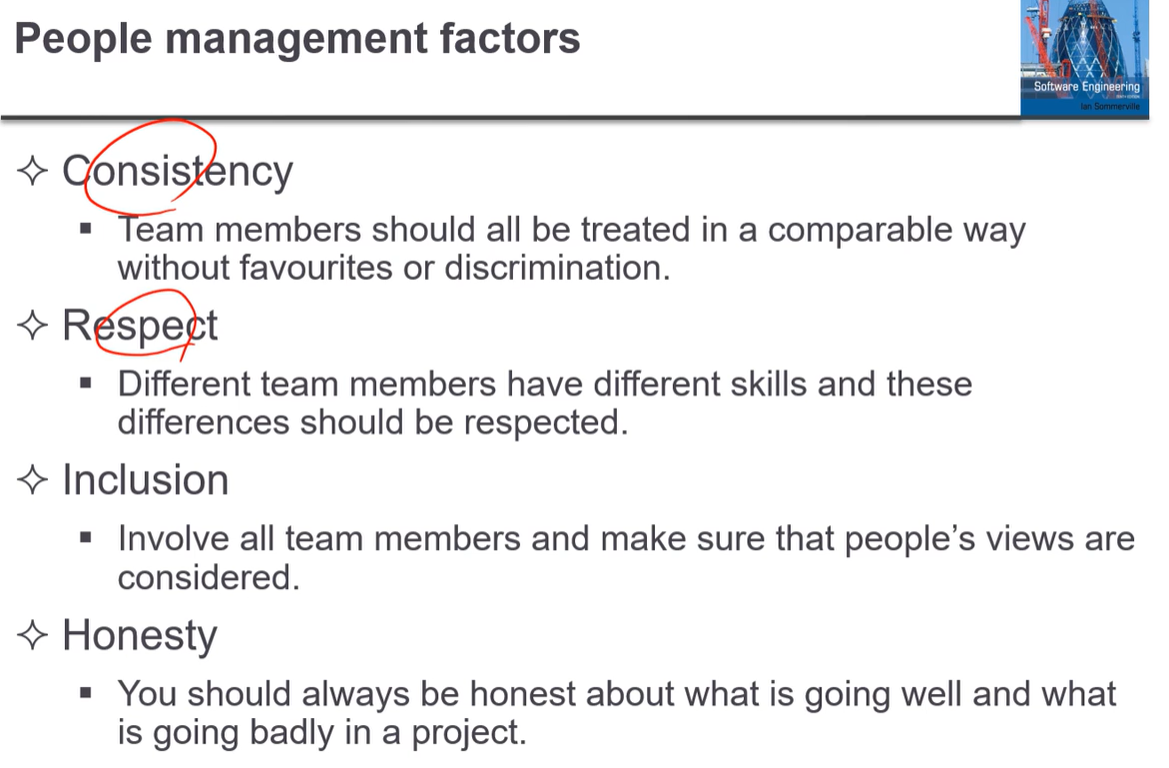 People management factors
Software Engineering
Ian Sommerville
✧ Consistency
▪ Team members should all be treated in a comparable way
without favourites or discrimination.
✧ Respect
▪ Different team members have different skills and these
differences should be respected.
✧ Inclusion
▪ Involve all team members and make sure that people’s views are
considered.
✧ Honesty
▪ You should always be honest about what is going well and what
is going badly in a project.